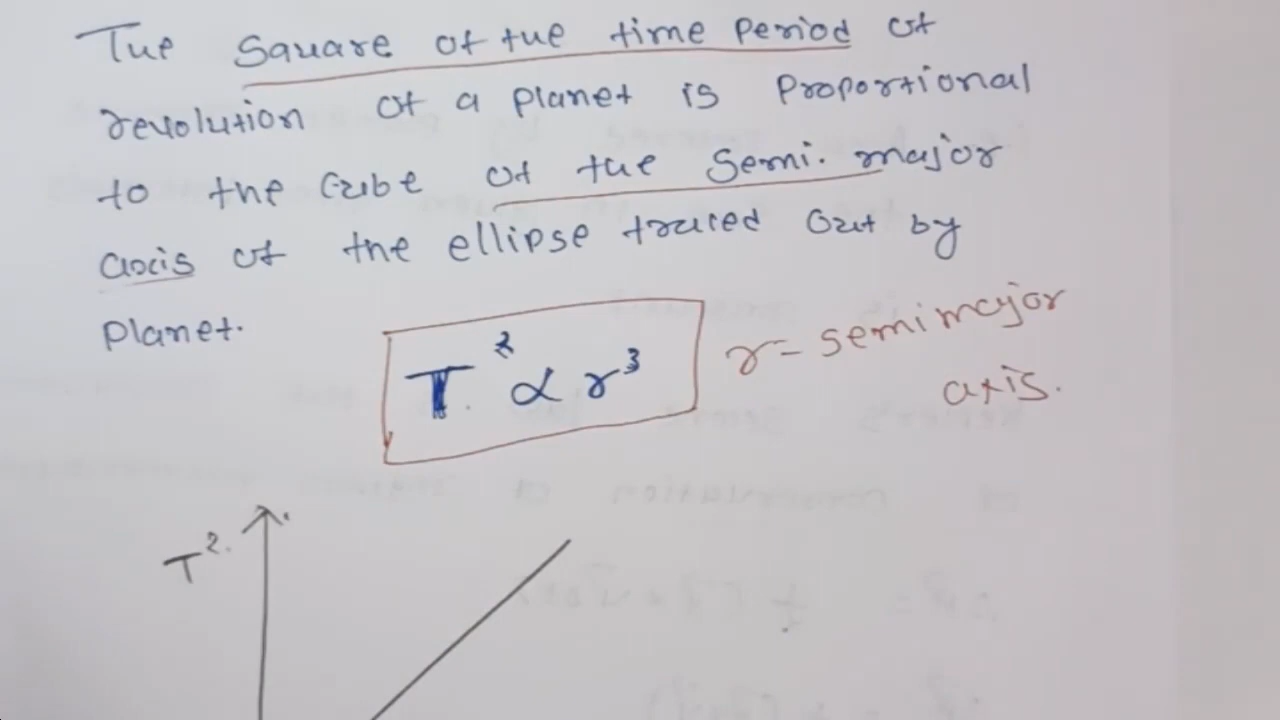 The square of the time Period of
revolution of a planet is proportional
to the cube of the semi. major
axis of the ellipse traced out by
Planet.
T² ∝ r³
r = semimajor
axis.
T².